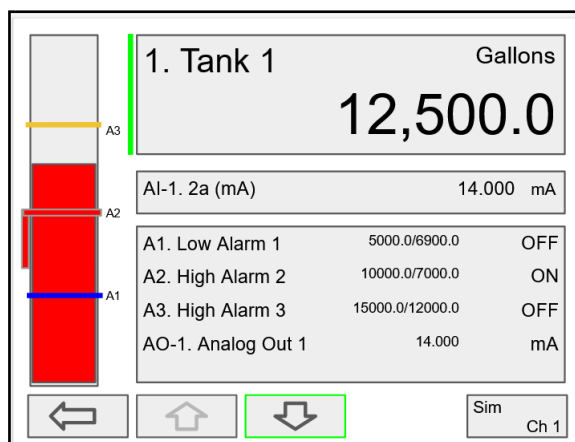 1. Tank 1 Gallons
12,500.0
A3
AI-1. 2a (mA) 14.000 mA
A2
A1. Low Alarm 1 5000.0/6900.0 OFF
A2. High Alarm 2 10000.0/7000.0 ON
A1
A3. High Alarm 3 15000.0/12000.0 OFF
AO-1. Analog Out 1 14.000 mA
Sim
Ch 1